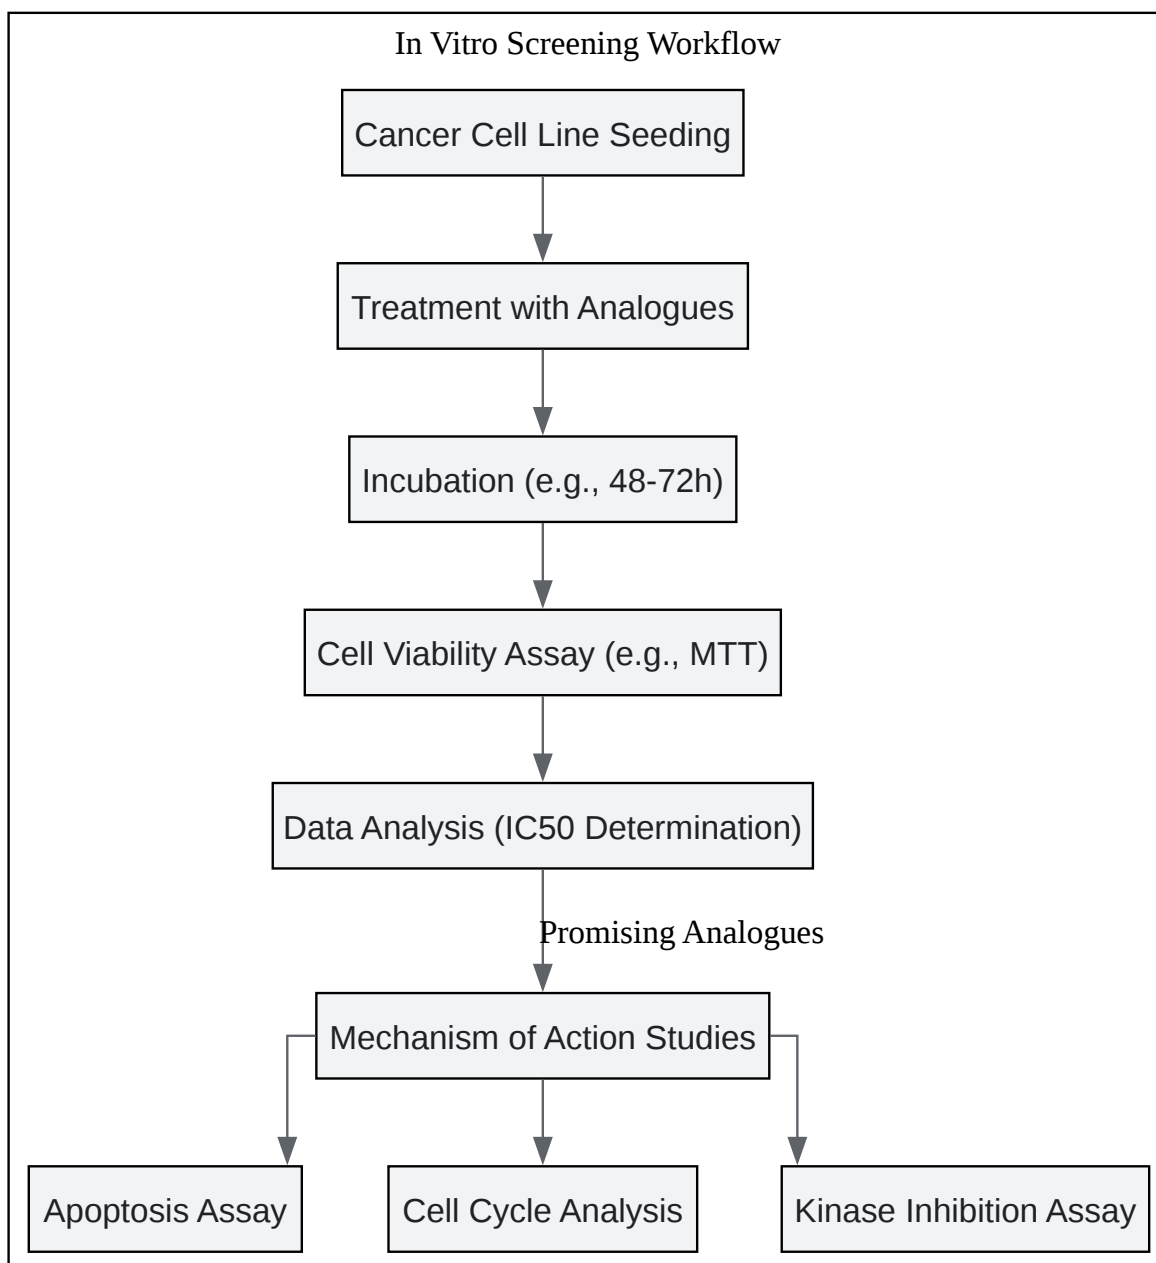 In Vitro Screening Workflow
Cancer Cell Line Seeding
Treatment with Analogues
Incubation (e.g., 48-72h)
Cell Viability Assay (e.g., MTT)
Data Analysis (IC50 Determination)
Promising Analogues
Mechanism of Action Studies
Apoptosis Assay
Cell Cycle Analysis
Kinase Inhibition Assay